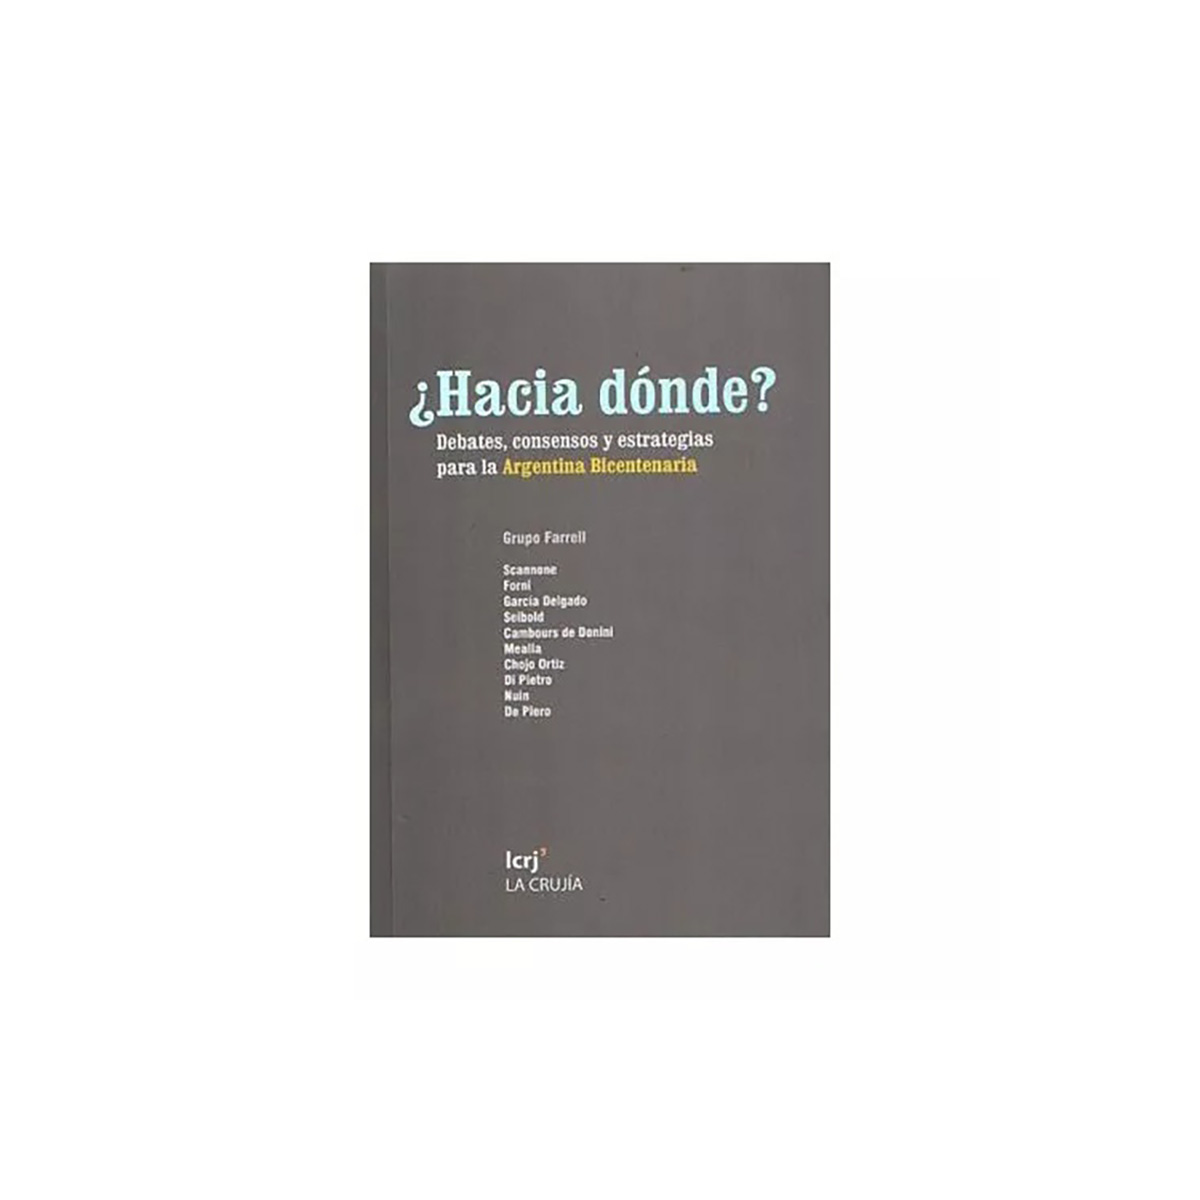 ¿Hacia dónde?
Debates, consensos y estrategias
para la Argentina Bicentenaria
Grupo Farrell
Scannone
Forni
García Delgado
Seibold
Cambours de Donini
Mealla
Chojo Ortiz
Di Pietro
Nuin
De Piero
lcrj'
LA CRUJÍA